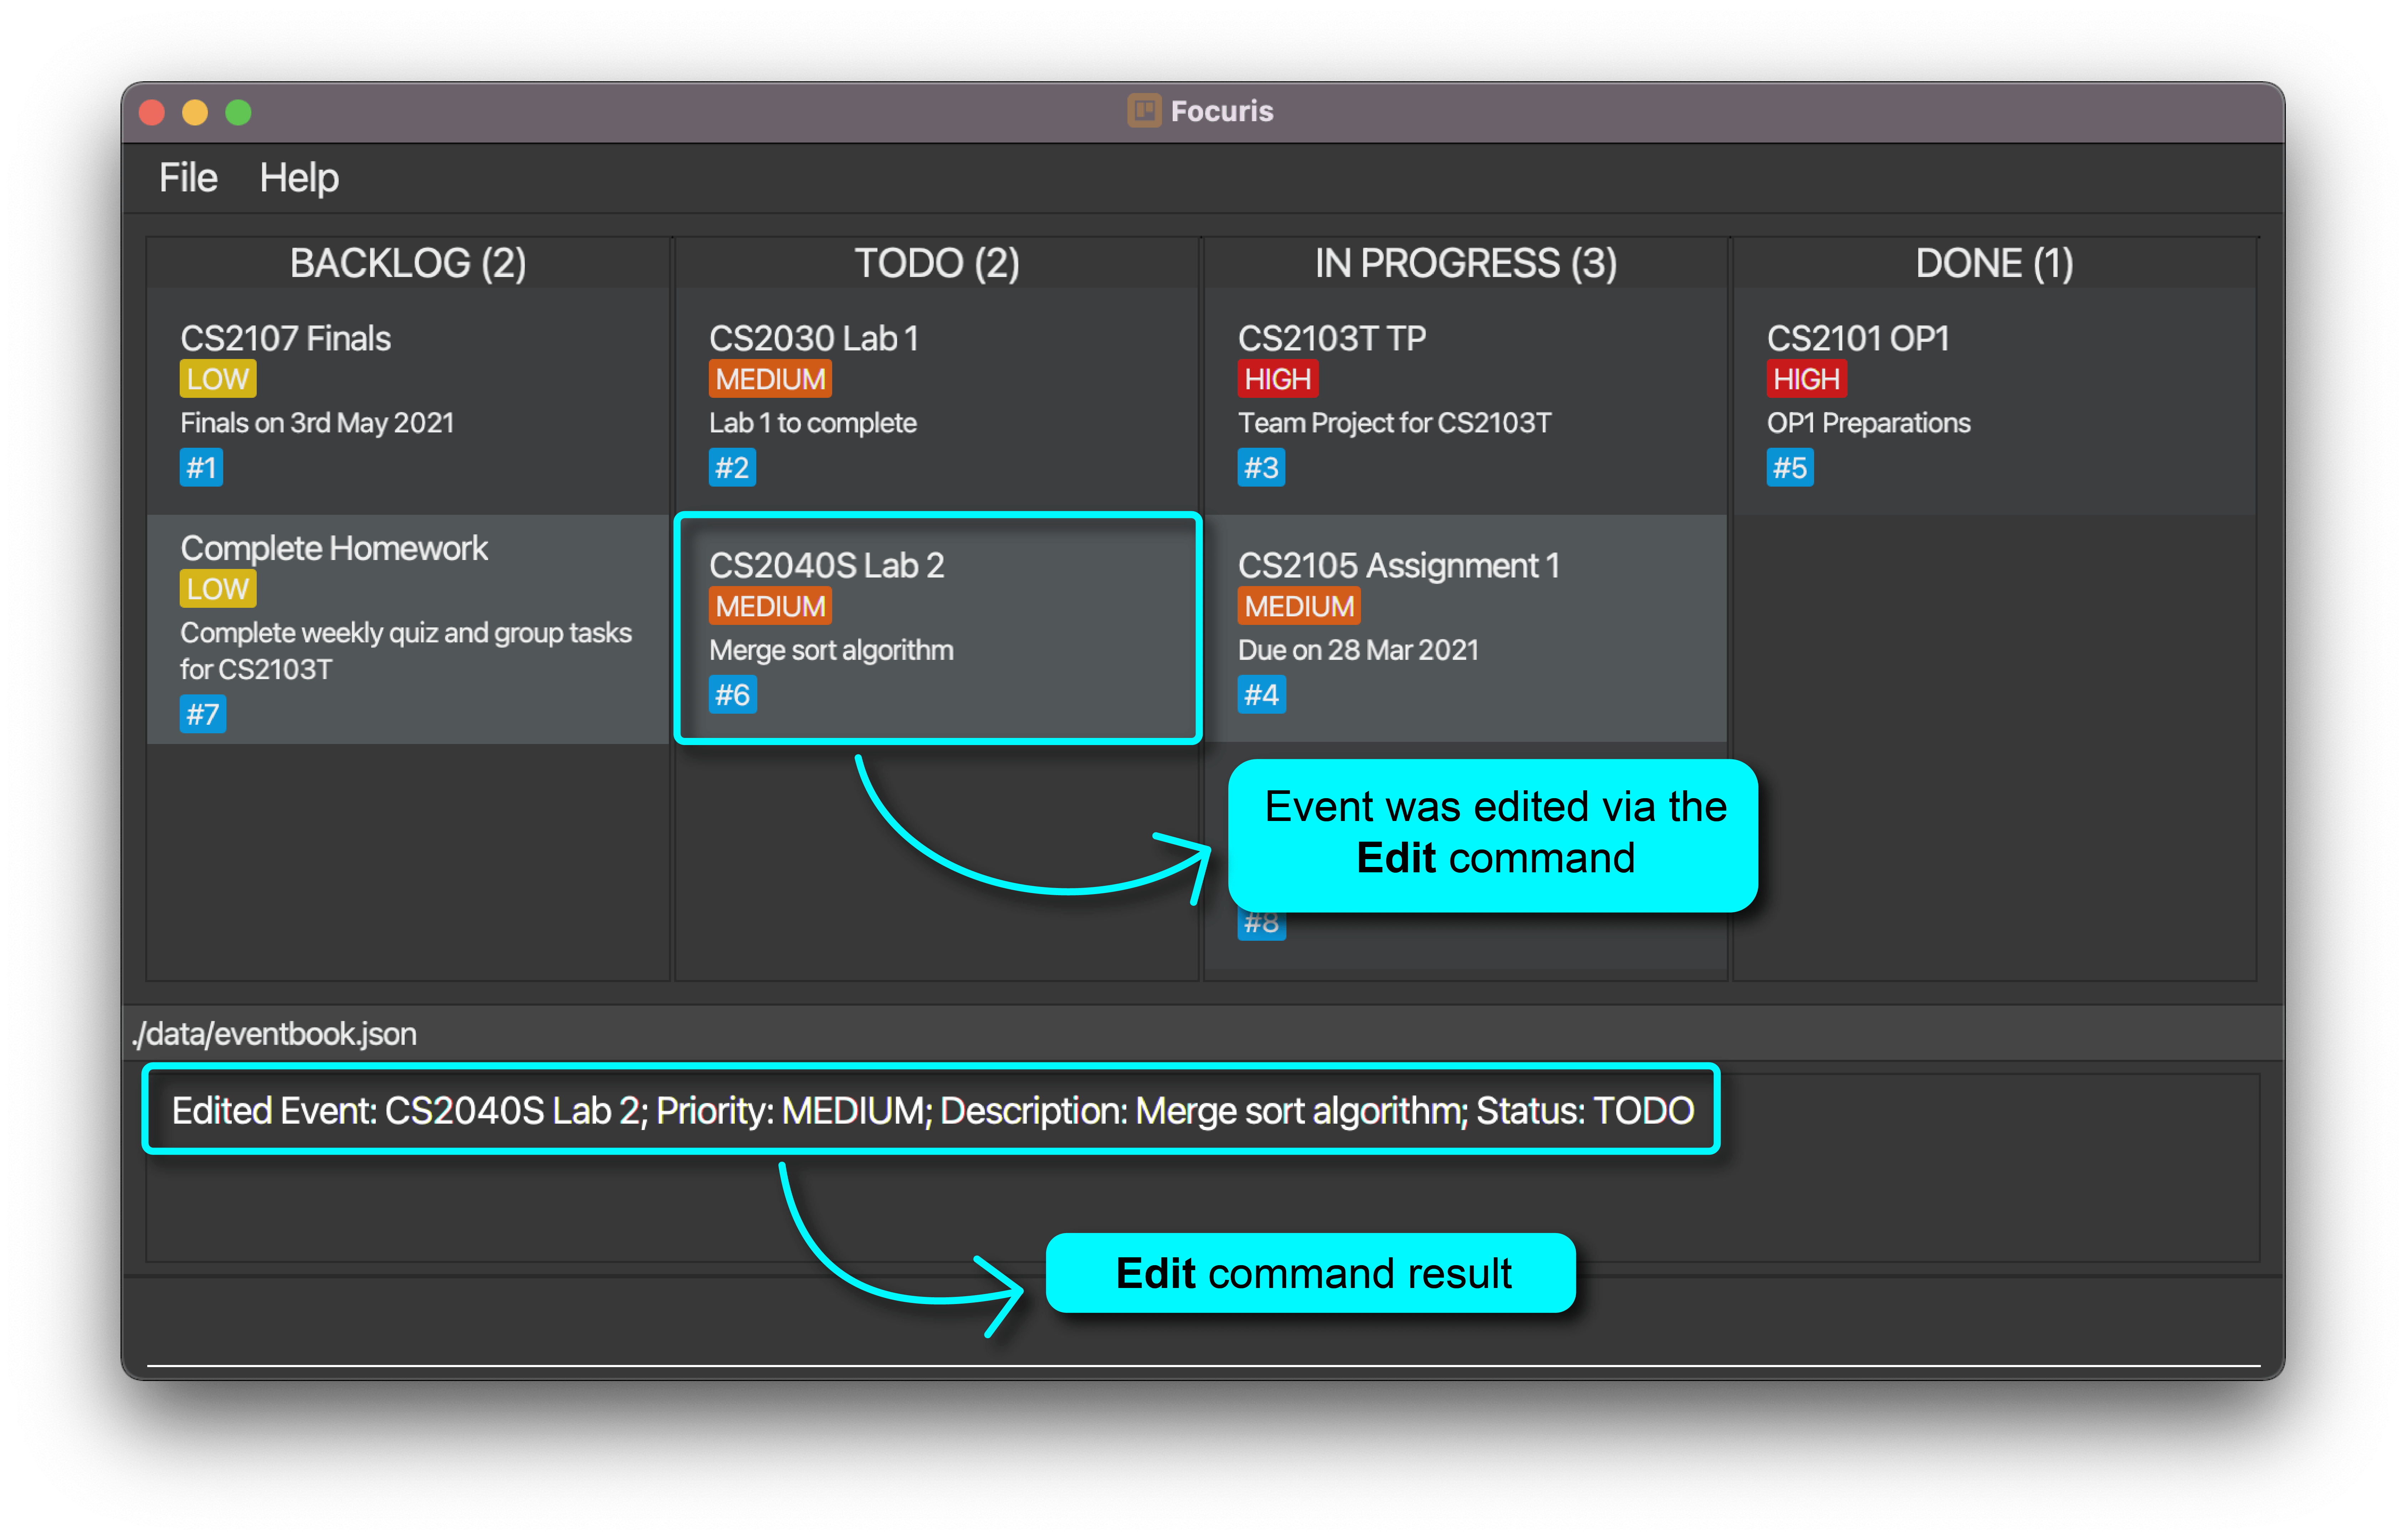 Focuris
File Help
BACKLOG (2)
CS2107 Finals
LOW
Finals on 3rd May 2021
#1
Complete Homework
LOW
Complete weekly quiz and group tasks
for CS2103T
#7
TODO (2)
CS2030 Lab 1
MEDIUM
Lab 1 to complete
#2
CS2040S Lab 2
MEDIUM
Merge sort algorithm
#6
IN PROGRESS (3)
CS2103T TP
HIGH
Team Project for CS2103T
#3
CS2105 Assignment 1
MEDIUM
Due on 28 Mar 2021
#4
Event was edited via the
Edit command
#8
DONE (1)
CS2101 OP1
HIGH
OP1 Preparations
#5
./data/eventbook.json
Edited Event: CS2040S Lab 2; Priority: MEDIUM; Description: Merge sort algorithm; Status: TODO
Edit command result